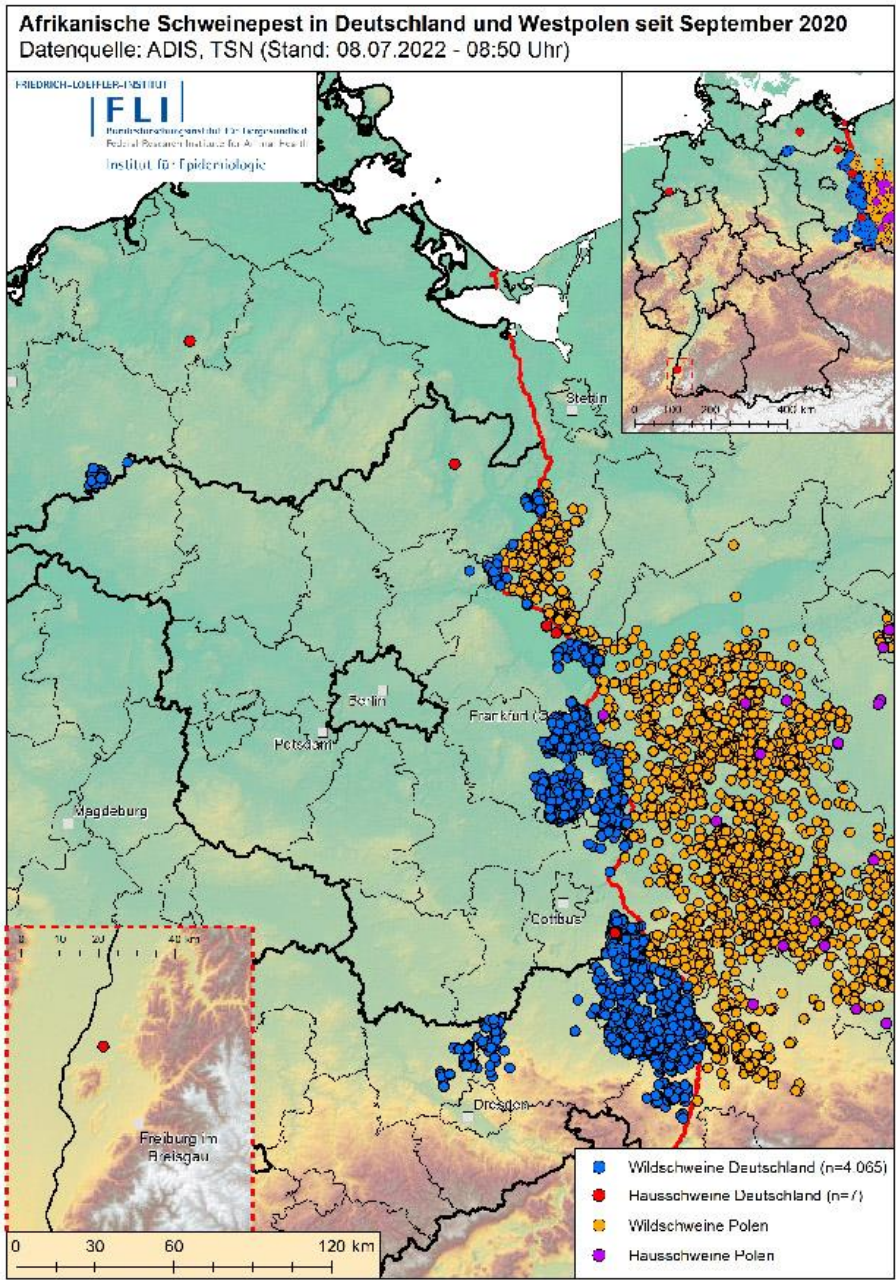 Afrikanische Schweinepest in Deutschland und Westpolen seit September 2020
Datenquelle: ADIS, TSN (Stand: 08.07.2022 - 08:50 Uhr)
FRIEDRICH-LOEFFLER-INSTITUT
FLI
Bundesforschungsinstitut für Tiergesundheit
Federal Research Institute for Animal Health
Institut für Epidemiologie
0 100 200 400 km
Stettin
Berlin
Frankfurt (O
Potsdam
Magdeburg
Cottbus
0 10 20 40 km
Dresden
Freiburg im
Breisgau
Wildschweine Deutschland (n=4.065)
Hausschweine Deutschland (n=7)
Wildschweine Polen
Hausschweine Polen
0 30 60 120 km